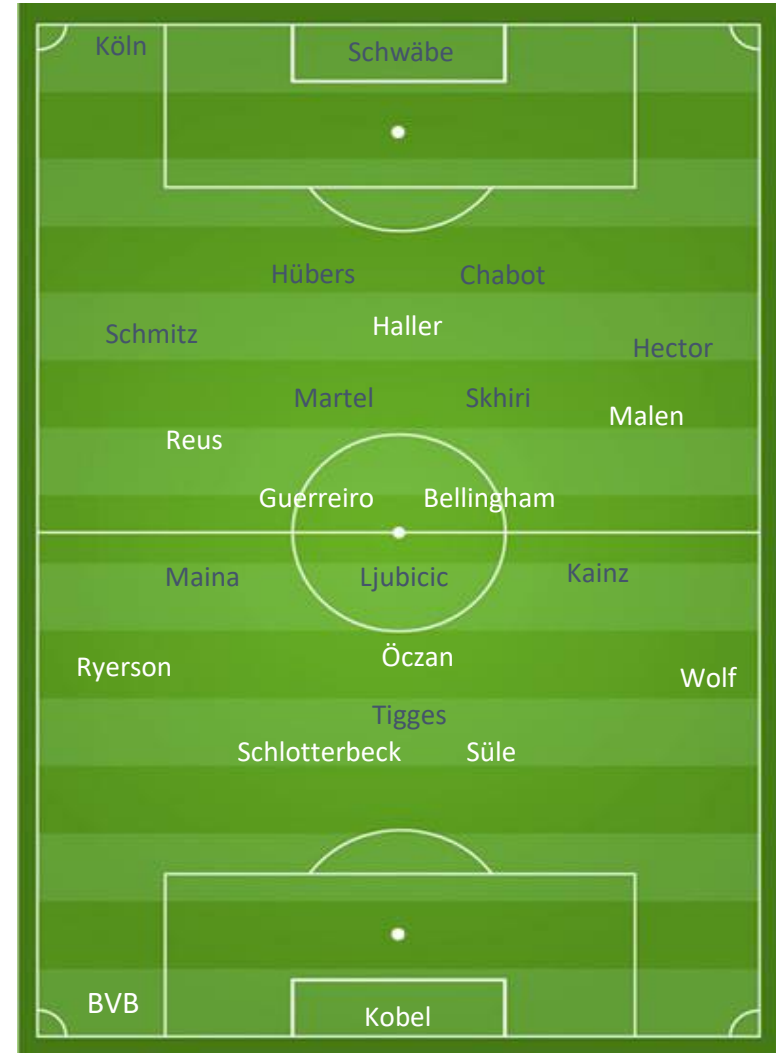 Köln
Schwäbe
Hübers Chabot
Haller
Schmitz
Hector
Martel Skhiri
Malen
Reus
Guerreiro Bellingham
Maina Ljubicic Kainz
Öczan
Ryerson
Wolf
Tigges
Schlotterbeck Süle
BVB
Kobel